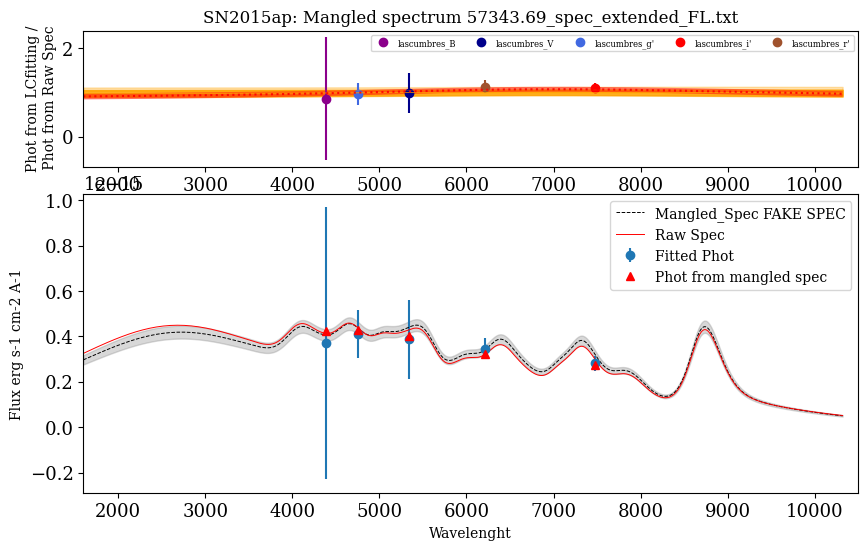 SN2015ap: Mangled spectrum 57343.69_spec_extended_FL.txt
Phot from LCfitting /
Phot from Raw Spec
2
0
lascumbres_B
lascumbres_V
lascumbres_g'
lascumbres_i'
lascumbres_r'
2000 3000 4000 5000 6000 7000 8000 9000 10000
1e−15
Flux erg s-1 cm-2 A-1
1.0
0.8
0.6
0.4
0.2
0.0
−0.2
Mangled_Spec FAKE SPEC
Raw Spec
Fitted Phot
Phot from mangled spec
2000 3000 4000 5000 6000 7000 8000 9000 10000
Wavelenght